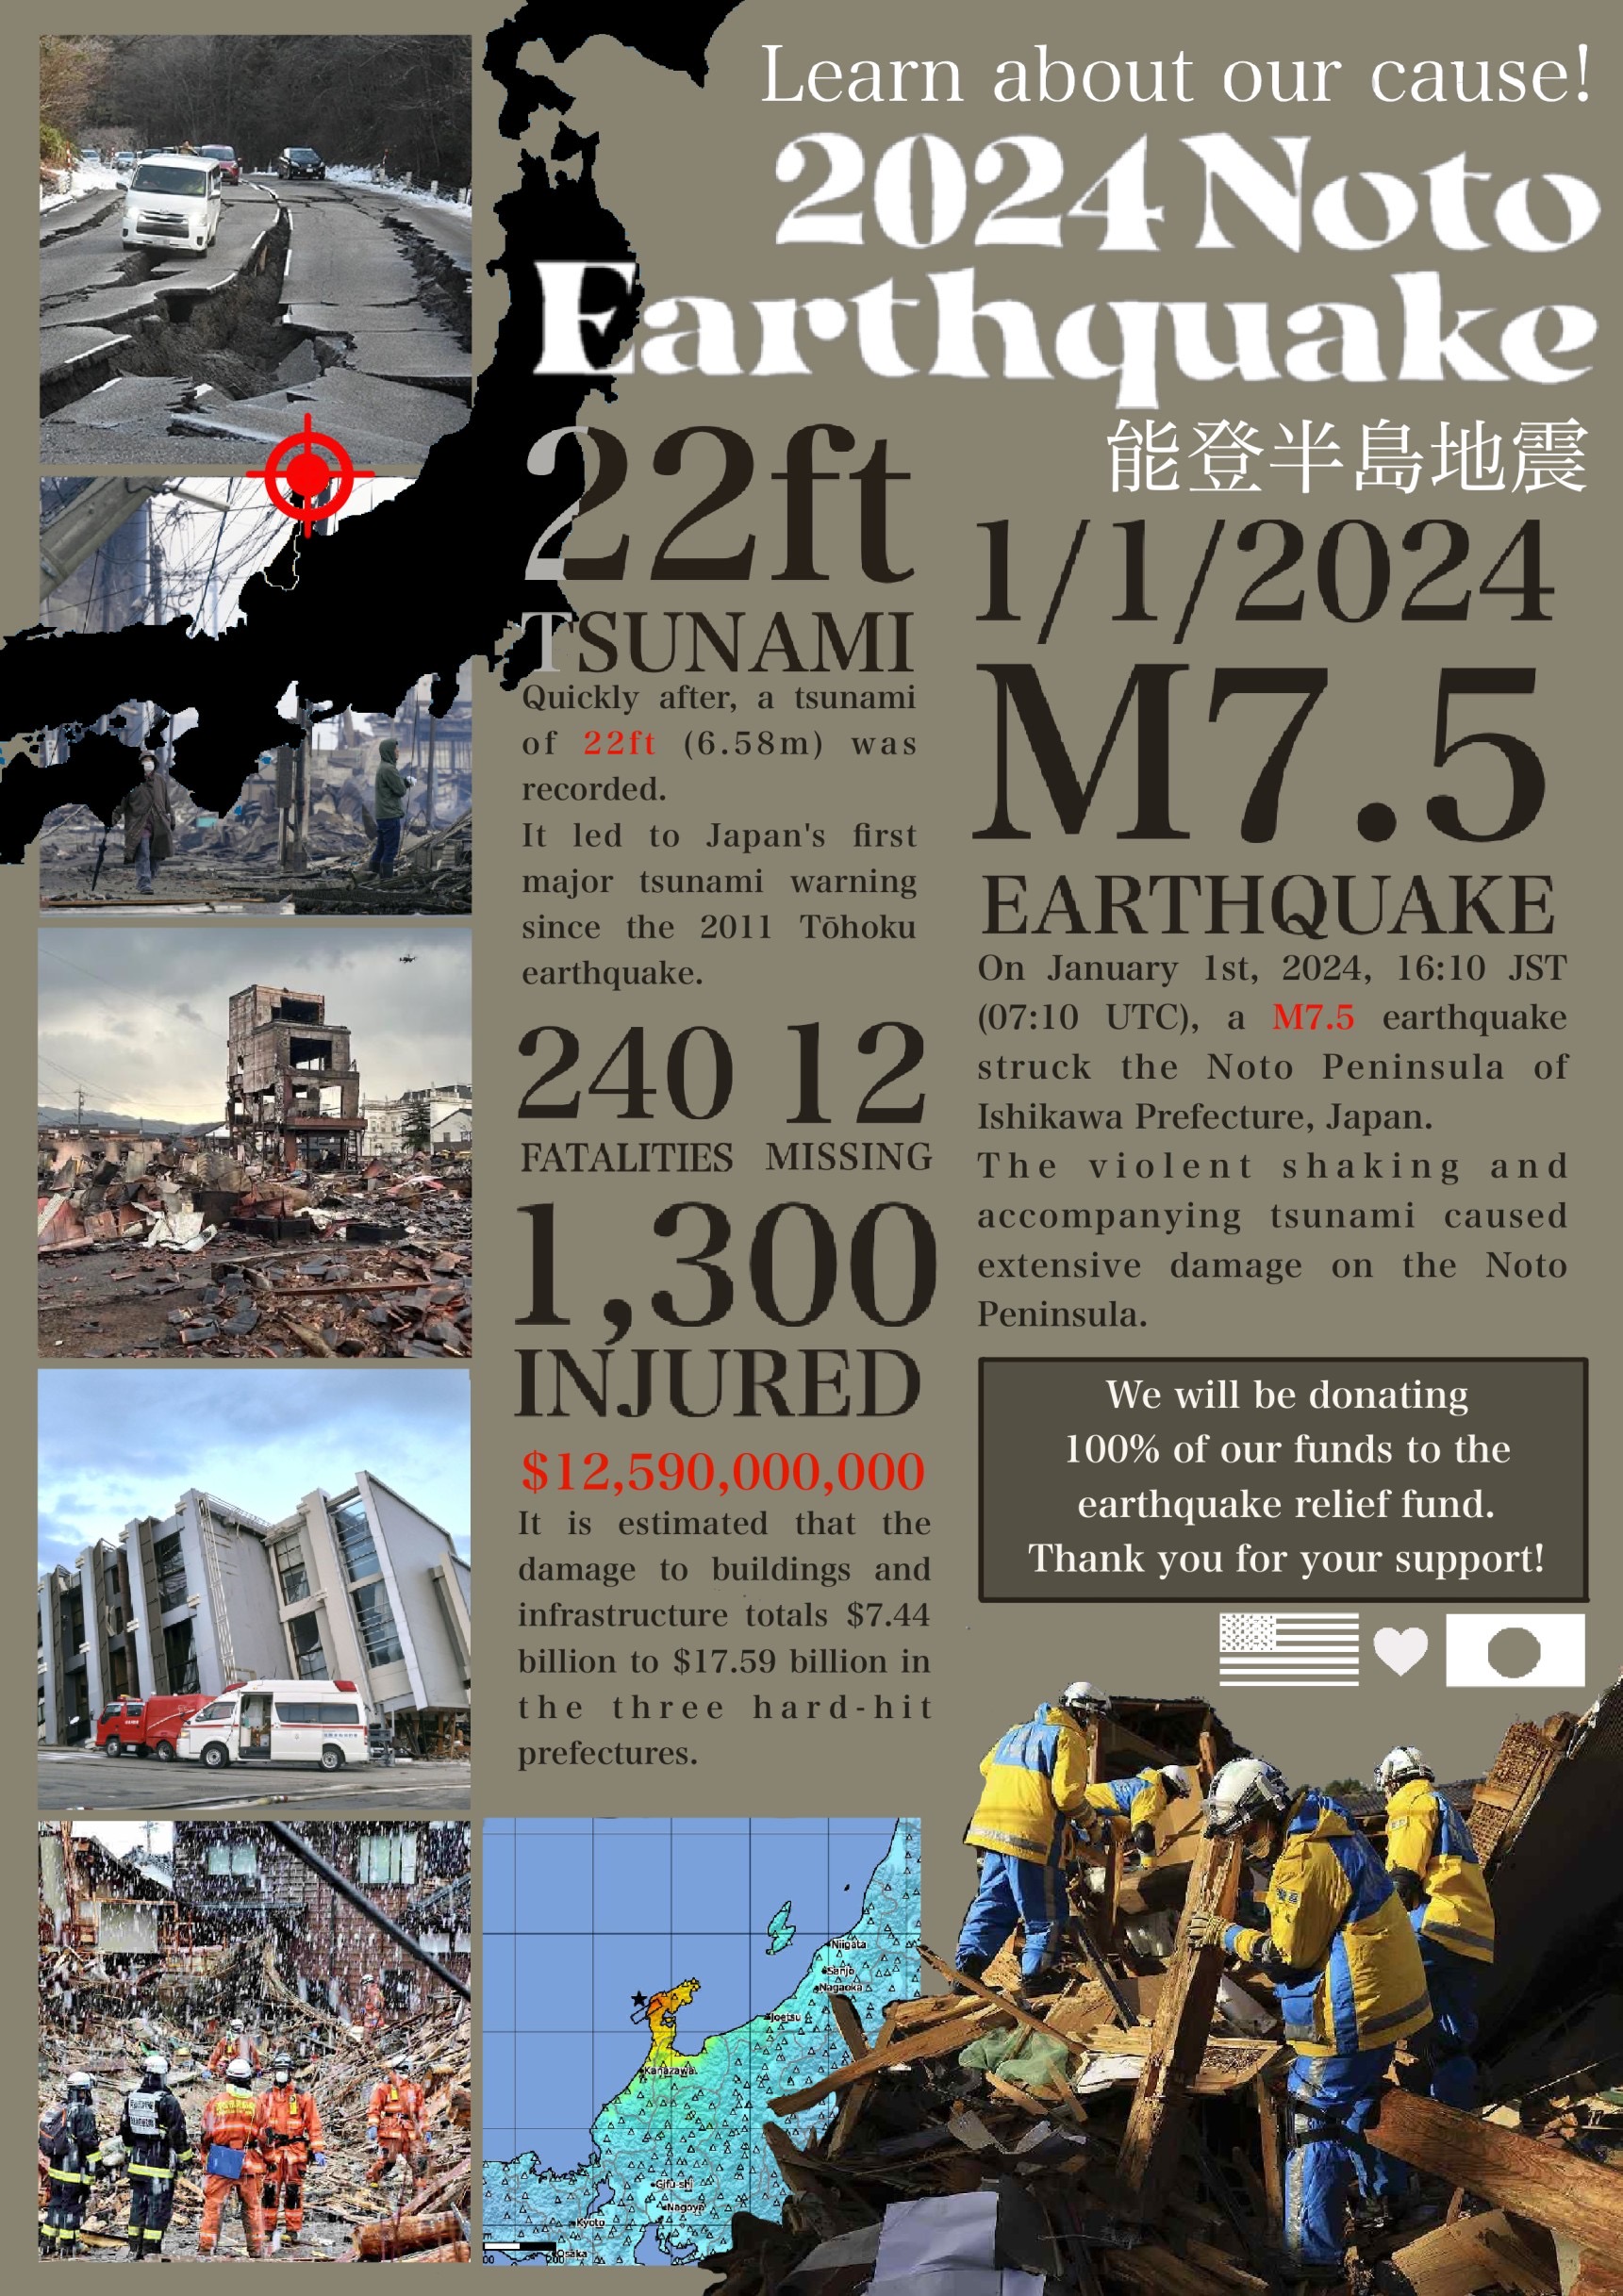 Learn about our cause!
2024 Noto
Earthquake
能登半島地震
22ft
TSUNAMI
Quickly after, a tsunami
of 22ft (6.58m) was
recorded.
It led to Japan's first
major tsunami warning
since the 2011 Tōhoku
earthquake.
240 12
FATALITIES MISSING
1,300
INJURED
$12,590,000,000
It is estimated that the
damage to buildings and
infrastructure totals $7.44
billion to $17.59 billion in
the three hard-hit
prefectures.
1/1/2024
M7.5
EARTHQUAKE
On January 1st, 2024, 16:10 JST
(07:10 UTC), a M7.5 earthquake
struck the Noto Peninsula of
Ishikawa Prefecture, Japan.
The violent shaking and
accompanying tsunami caused
extensive damage on the Noto
Peninsula.
We will be donating
100% of our funds to the
earthquake relief fund.
Thank you for your support!
Niigata
Sanjo
Nagaoka
Joetsu
Kanazawa
Gifu-shi
Nagoya
Kyoto
Osaka